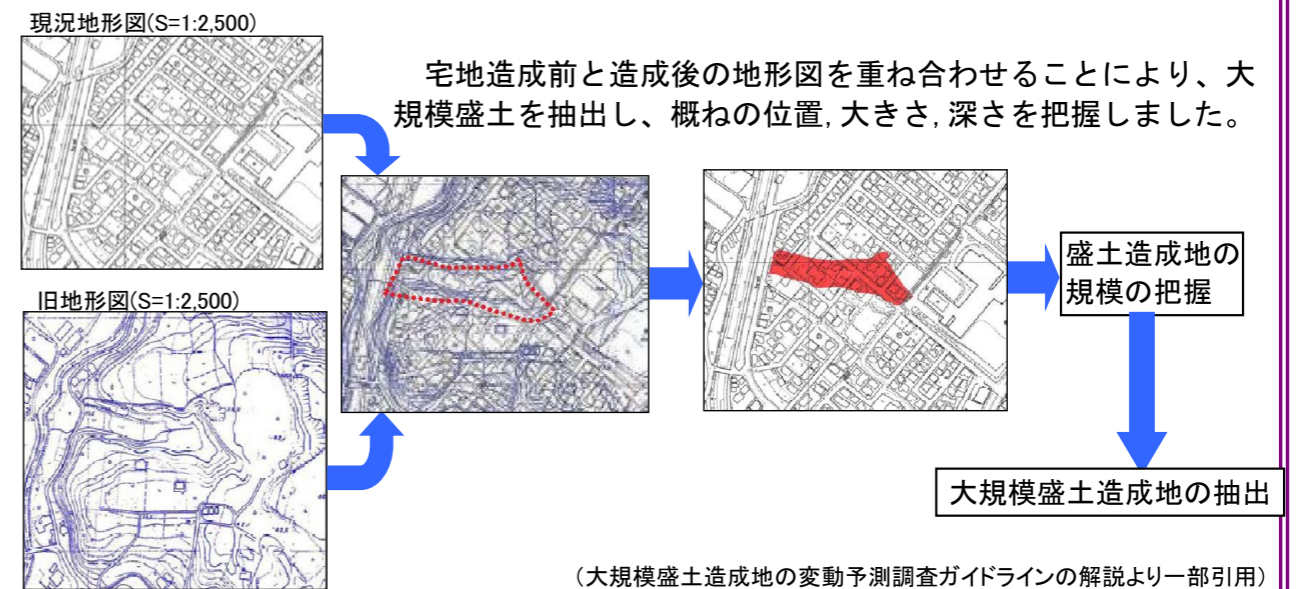 現況地形図(S=1:2,500)
宅地造成前と造成後の地形図を重ね合わせることにより、大
規模盛土を抽出し、概ねの位置,大きさ,深さを把握しました。
旧地形図(S=1:2,500)
盛土造成地の
規模の把握
大規模盛土造成地の抽出
(大規模盛土造成地の変動予測調査ガイドラインの解説より一部引用)